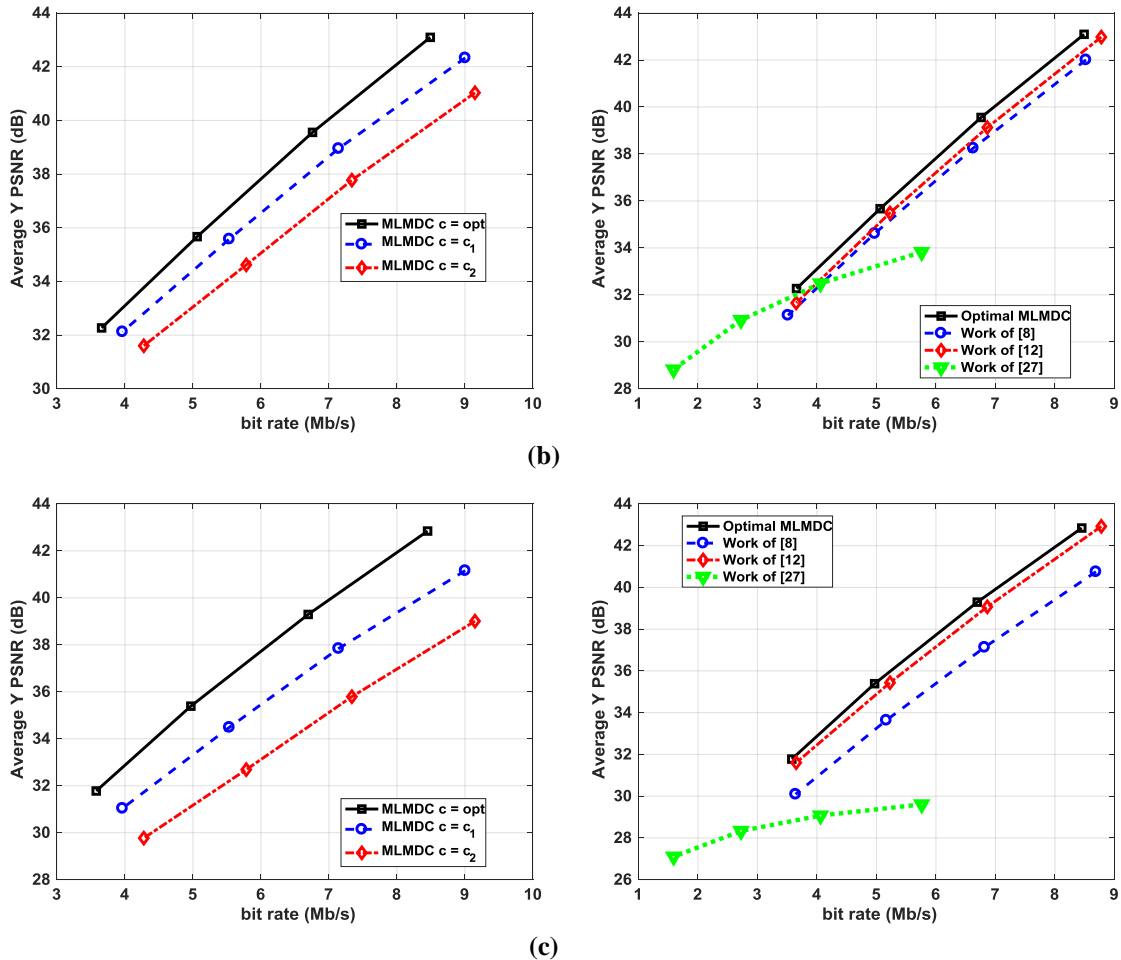 44
42
40
38
36
34
32
30
Average Y PSNR (dB)
MLMDC c = opt
MLMDC c = c1
MLMDC c = c2
3 4 5 6 7 8 9 10
bit rate (Mb/s)
44
42
40
38
36
34
32
30
28
Average Y PSNR (dB)
Optimal MLMDC
Work of [8]
Work of [12]
Work of [27]
1 2 3 4 5 6 7 8 9
bit rate (Mb/s)
(b)
44
42
40
38
36
34
32
30
28
Average Y PSNR (dB)
MLMDC c = opt
MLMDC c = c1
MLMDC c = c2
3 4 5 6 7 8 9 10
bit rate (Mb/s)
44
42
40
38
36
34
32
30
28
26
Average Y PSNR (dB)
Optimal MLMDC
Work of [8]
Work of [12]
Work of [27]
1 2 3 4 5 6 7 8 9
bit rate (Mb/s)
(c)